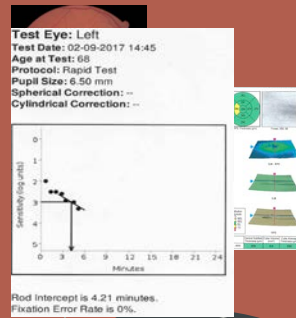 Test Eye: Left
Test Date: 02-09-2017 14:45
Age at Test: 68
Protocol: Rapid Test
Pupil Size: 6.50 mm
Spherical Correction: --
Cylindrical Correction: --
Sensitivity (log units)
0
1
2
3
4
5
0 3 6 9 12 15 18 21 24
Minutes
Rod Intercept is 4.21 minutes.
Fixation Error Rate is 0%.